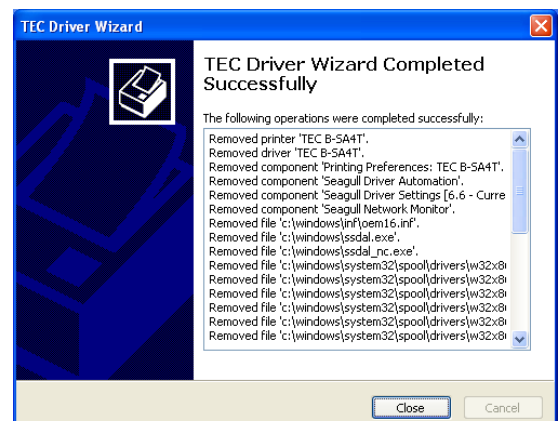 TEC Driver Wizard
TEC Driver Wizard Completed
Successfully
The following operations were completed successfully:
Removed printer 'TEC B-SA4T'.
Removed driver 'TEC B-SA4T'.
Removed component 'Printing Preferences: TEC B-SA4T'.
Removed component 'Seagull Driver Automation'.
Removed component 'Seagull Driver Settings [6.6 - Curre
Removed component 'Seagull Network Monitor'.
Removed file 'c:\windows\inf\oem16.inf'.
Removed file 'c:\windows\ssdal.exe'.
Removed file 'c:\windows\ssdal_nc.exe'.
Removed file 'c:\windows\system32\spool\drivers\w32x8
Removed file 'c:\windows\system32\spool\drivers\w32x8
Removed file 'c:\windows\system32\spool\drivers\w32x8
Removed file 'c:\windows\system32\spool\drivers\w32x8
Removed file 'c:\windows\system32\spool\drivers\w32x8
Removed file 'c:\windows\system32\spool\drivers\w32x8
Close
Cancel